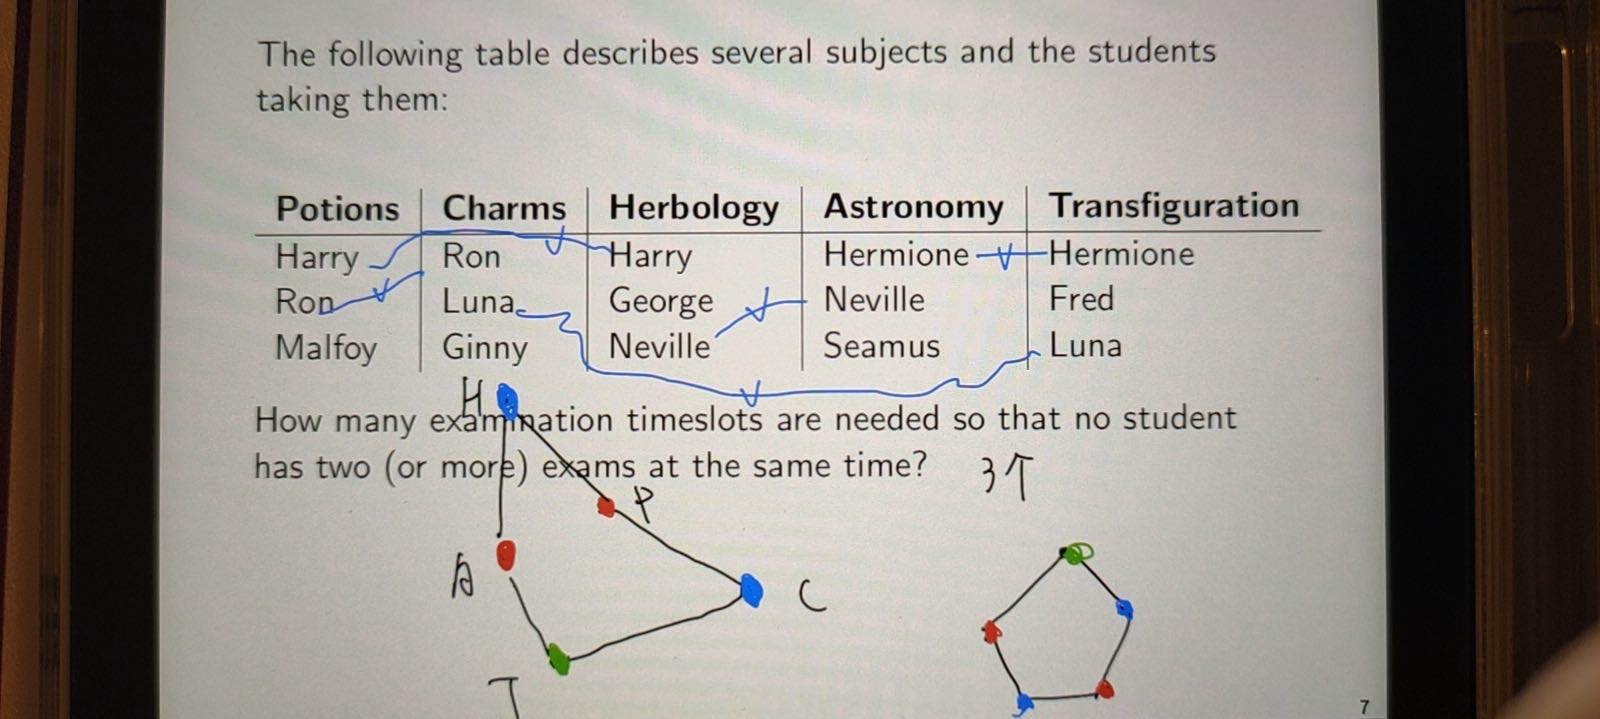 The following table describes several subjects and the students
taking them:
Potions Charms Herbology Astronomy Transfiguration
Harry Ron Harry Hermione Hermione
Ron Luna George Neville Fred
Malfoy Ginny Neville Seamus Luna
H
How many examination timeslots are needed so that no student
has two (or more) exams at the same time? 3个
P
A
C
T
7